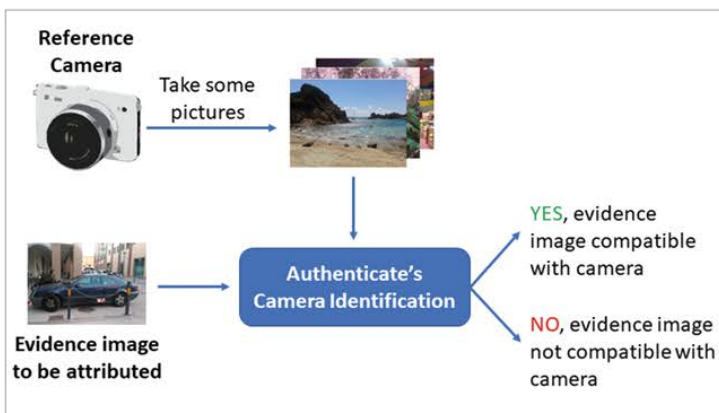 Reference
Camera
Take some
pictures
Authenticate's
Camera Identification
YES, evidence
image compatible
with camera
Evidence image
to be attributed
NO, evidence image
not compatible with
camera